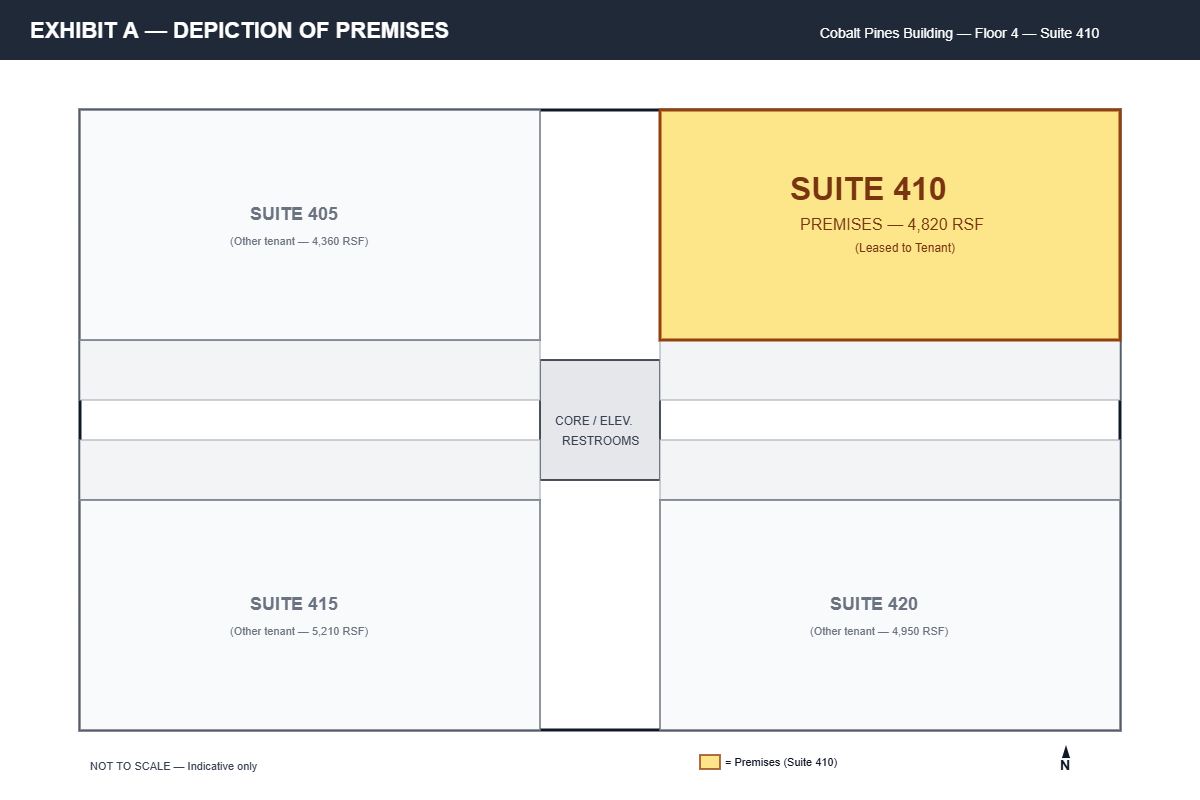 EXHIBIT A — DEPICTION OF PREMISES
Cobalt Pines Building — Floor 4 — Suite 410
SUITE 405
(Other tenant — 4,360 RSF)
SUITE 410
PREMISES — 4,820 RSF
(Leased to Tenant)
CORE / ELEV.
RESTROOMS
SUITE 415
(Other tenant — 5,210 RSF)
SUITE 420
(Other tenant — 4,950 RSF)
NOT TO SCALE — Indicative only
= Premises (Suite 410)
N